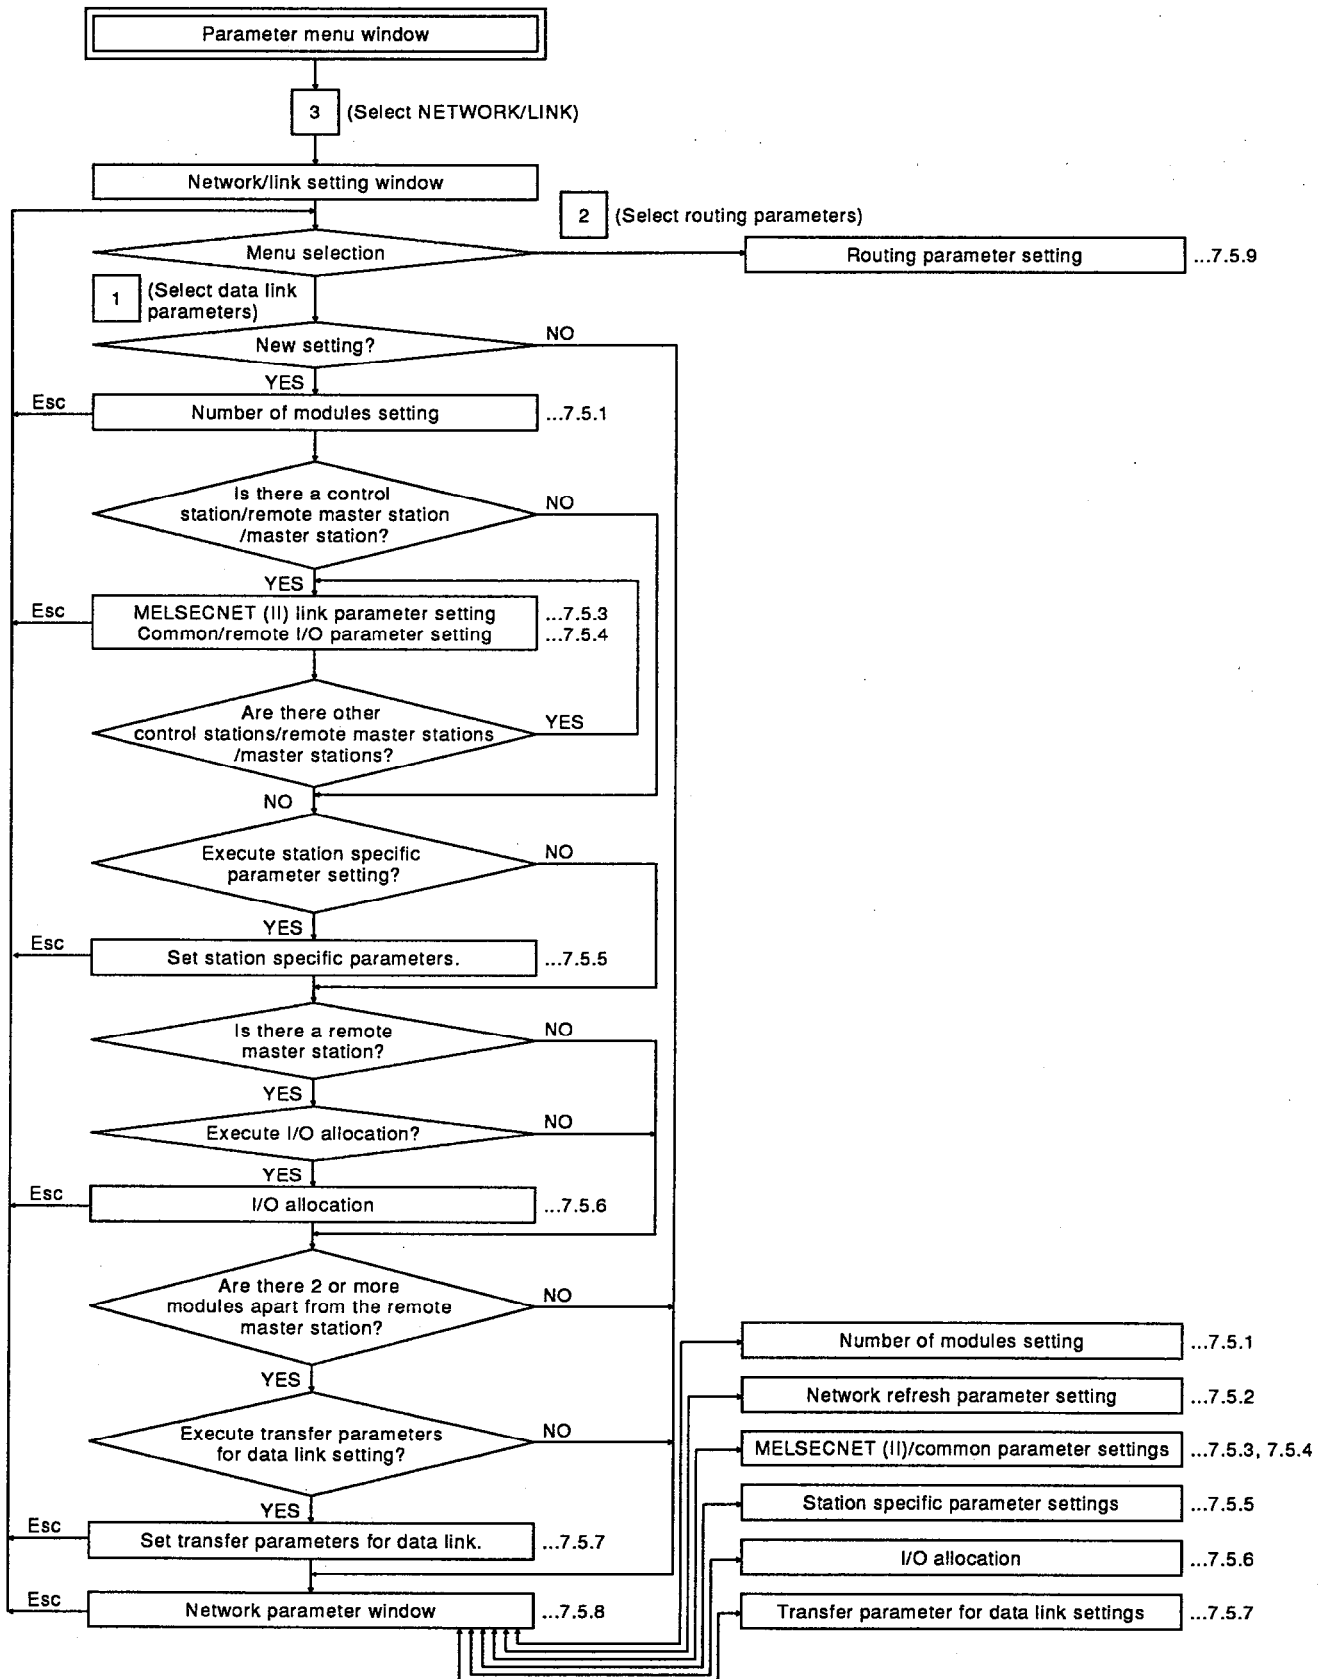 Parameter menu window
3
(Select NETWORK/LINK)
Network/link setting window
2
(Select routing parameters)
Menu selection
Routing parameter setting
...7.5.9
1
(Select data link
parameters)
New setting?
NO
YES
Esc
Number of modules setting
...7.5.1
Is there a control
station/remote master station
/master station?
NO
YES
Esc
MELSECNET (II) link parameter setting
...7.5.3
Common/remote I/O parameter setting
...7.5.4
Are there other
control stations/remote master stations
/master stations?
YES
NO
Execute station specific
parameter setting?
NO
YES
Esc
Set station specific parameters.
...7.5.5
Is there a remote
master station?
NO
YES
Execute I/O allocation?
NO
YES
Esc
I/O allocation
...7.5.6
Are there 2 or more
modules apart from the remote
master station?
NO
YES
Execute transfer parameters
for data link setting?
NO
YES
Esc
Set transfer parameters for data link.
...7.5.7
Esc
Network parameter window
...7.5.8
Number of modules setting
...7.5.1
Network refresh parameter setting
...7.5.2
MELSECNET (II)/common parameter settings
...7.5.3, 7.5.4
Station specific parameter settings
...7.5.5
I/O allocation
...7.5.6
Transfer parameter for data link settings
...7.5.7